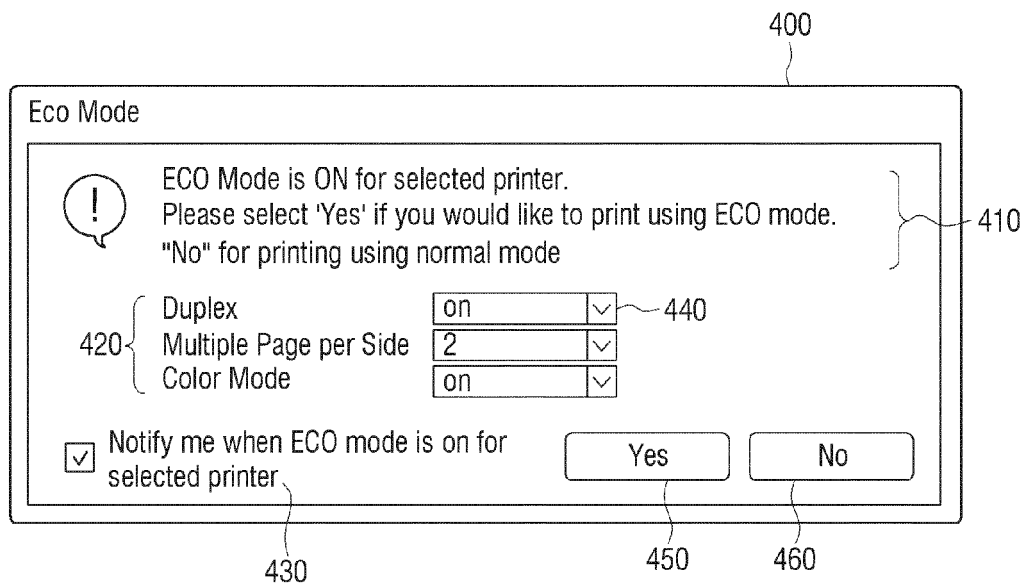 400
Eco Mode
ECO Mode is ON for selected printer.
Please select 'Yes' if you would like to print using ECO mode.
"No" for printing using normal mode
410
Duplex on 440
420 Multiple Page per Side 2
Color Mode on
Notify me when ECO mode is on for
selected printer
Yes No
430 450 460